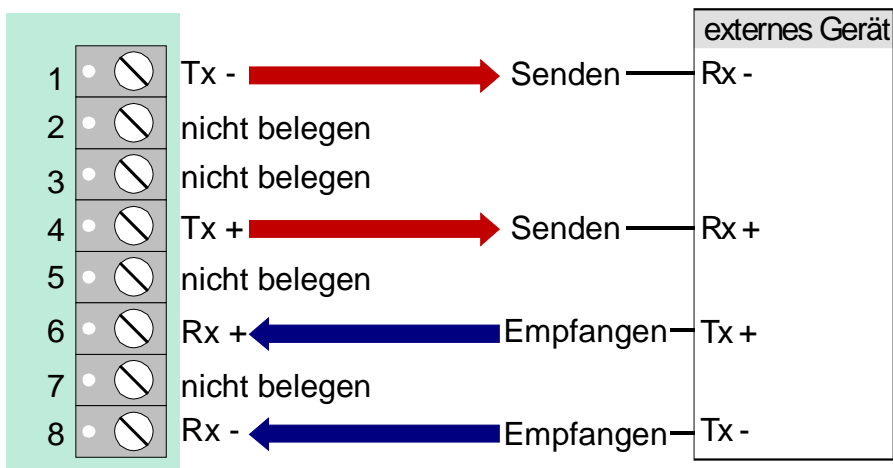 externes Gerät
1 Tx - Senden Rx -
2 nicht belegen
3 nicht belegen
4 Tx + Senden Rx +
5 nicht belegen
6 Rx + Empfangen Tx +
7 nicht belegen
8 Rx - Empfangen Tx -